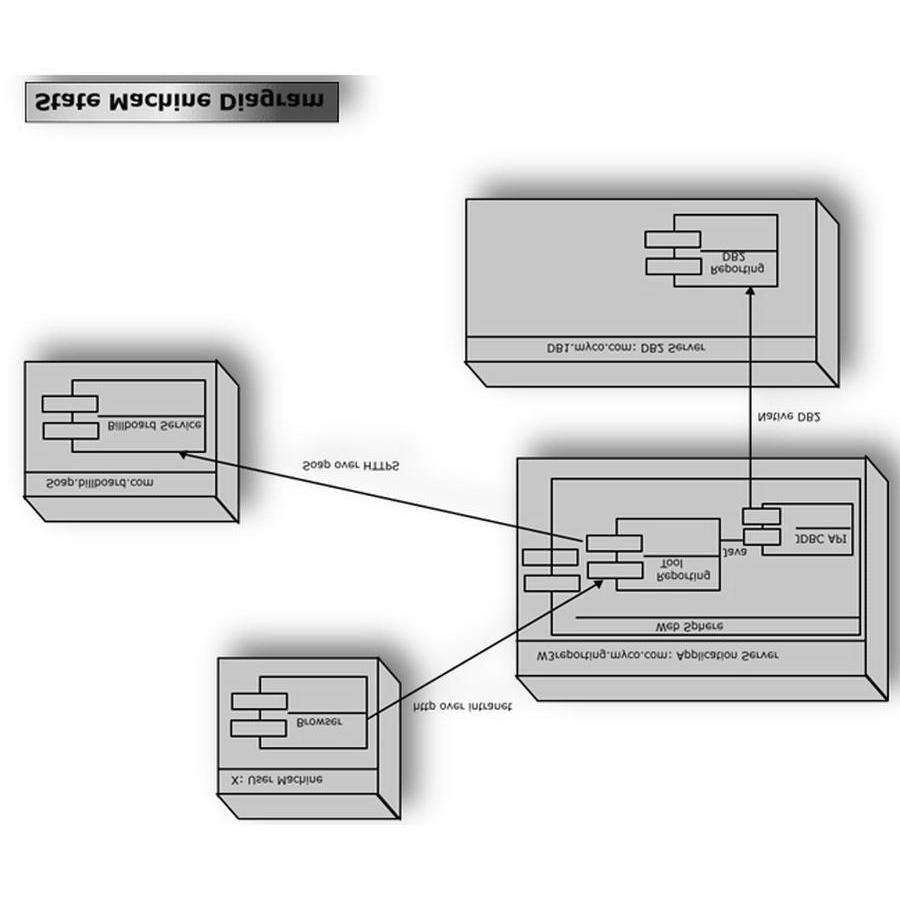 X: User Machine
Browser
http over intranet
W3reporting.myco.com: Application Server
Web Sphere
Reporting
Tool
Java
JDBC API
Soap.billboard.com
Soap over HTTPS
Billboard Service
Native DB2
DB1.myco.com: DB2 Server
Reporting
DB2
State Machine Diagram